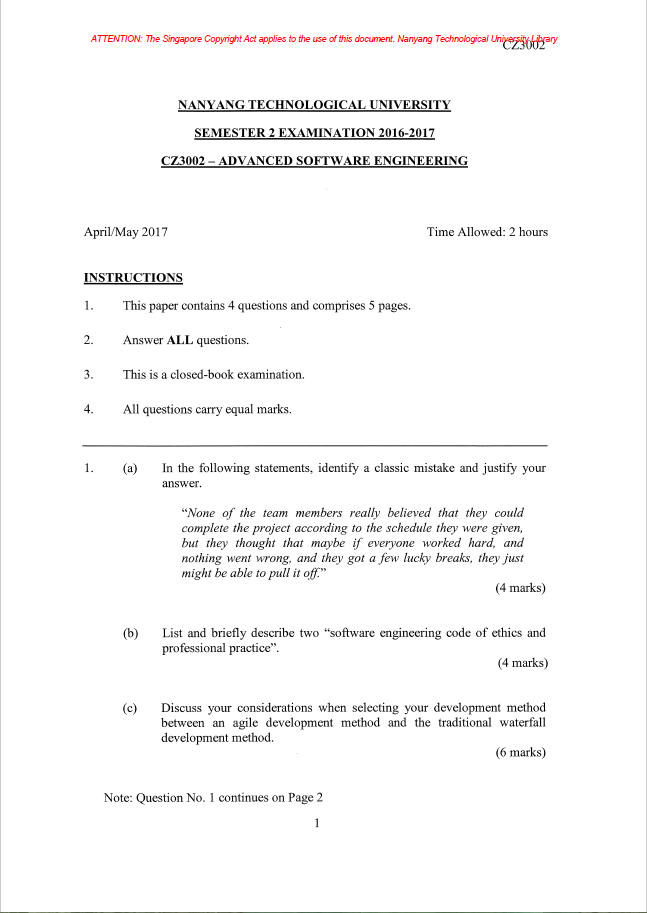 ATTENTION: The Singapore Copyright Act applies to the use of this document. Nanyang Technological University Library
CZ3002
NANYANG TECHNOLOGICAL UNIVERSITY
SEMESTER 2 EXAMINATION 2016-2017
CZ3002 – ADVANCED SOFTWARE ENGINEERING
April/May 2017 Time Allowed: 2 hours
INSTRUCTIONS
1. This paper contains 4 questions and comprises 5 pages.
2. Answer ALL questions.
3. This is a closed-book examination.
4. All questions carry equal marks.
1. (a) In the following statements, identify a classic mistake and justify your
answer.
“None of the team members really believed that they could
complete the project according to the schedule they were given,
but they thought that maybe if everyone worked hard, and
nothing went wrong, and they got a few lucky breaks, they just
might be able to pull it off.”
(4 marks)
(b) List and briefly describe two “software engineering code of ethics and
professional practice”.
(4 marks)
(c) Discuss your considerations when selecting your development method
between an agile development method and the traditional waterfall
development method.
(6 marks)
Note: Question No. 1 continues on Page 2
1